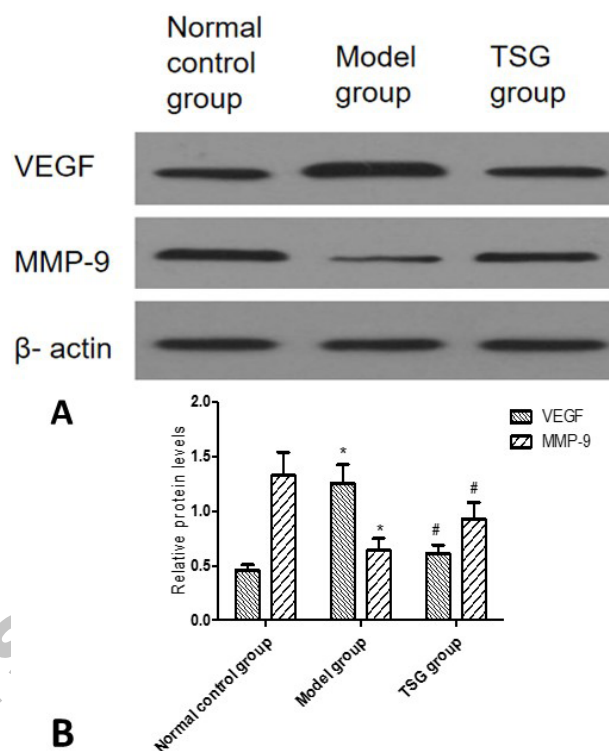 Normal control group
Model group
TSG group
VEGF
MMP-9
β- actin
A
2.0
1.5
1.0
0.5
0.0
Relative protein levels
VEGF
MMP-9
*
*
#
#
Normal control group
Model group
TSG group
B